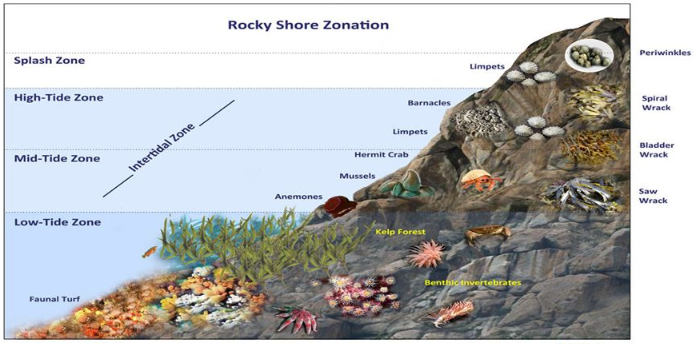 Rocky Shore Zonation
Splash Zone
Periwinkles
Limpets
High-Tide Zone
Barnacles
Spiral
Wrack
Intertidal Zone
Limpets
Mid-Tide Zone
Hermit Crab
Bladder
Wrack
Mussels
Anemones
Saw
Wrack
Low-Tide Zone
Kelp Forest
Benthic Invertebrates
Faunal Turf